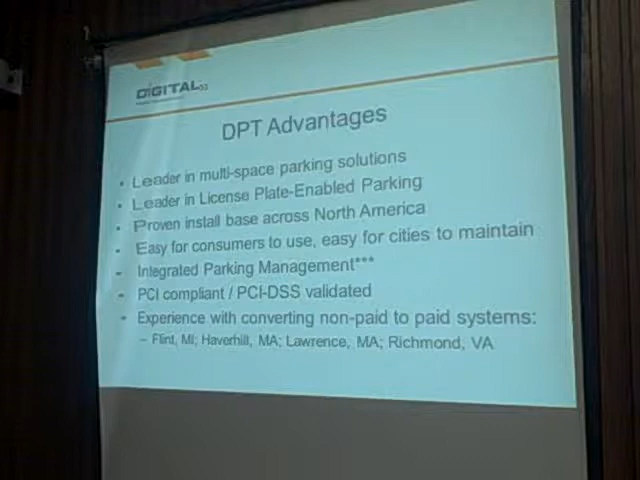 DIGITAL
DPT Advantages
• Leader in multi-space parking solutions
• Leader in License Plate-Enabled Parking
• Proven install base across North America
• Easy for consumers to use, easy for cities to maintain
• Integrated Parking Management***
• PCI compliant / PCI-DSS validated
• Experience with converting non-paid to paid systems:
– Flint, MI; Haverhill, MA; Lawrence, MA; Richmond, VA